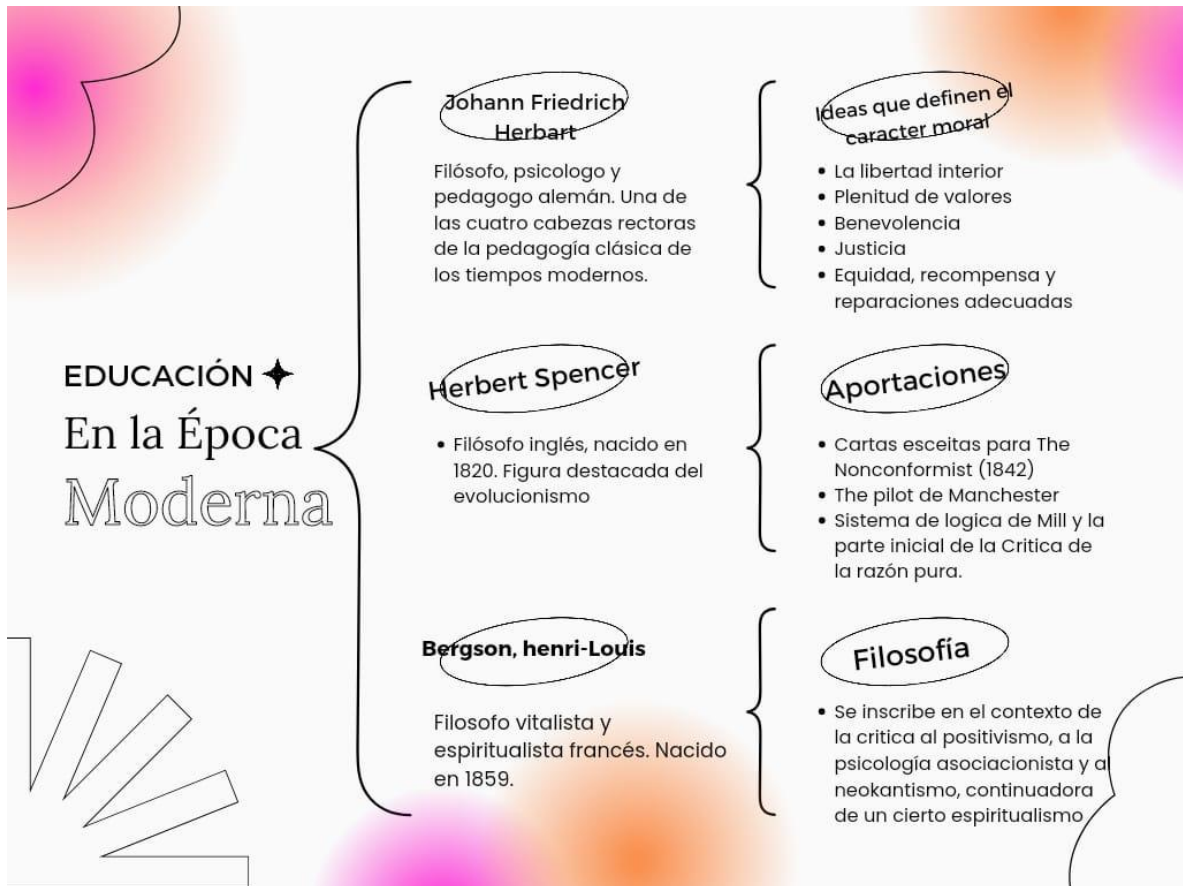 EDUCACIÓN
En la Época
Moderna
Johann Friedrich
Herbart
Filósofo, psicologo y
pedagogo alemán. Una de
las cuatro cabezas rectoras
de la pedagogía clásica de
los tiempos modernos.
Ideas que definen el
caracter moral
• La libertad interior
• Plenitud de valores
• Benevolencia
• Justicia
• Equidad, recompensa y
reparaciones adecuadas
Herbert Spencer
• Filósofo inglés, nacido en
1820. Figura destacada del
evolucionismo
Aportaciones
• Cartas esceitas para The
Nonconformist (1842)
• The pilot de Manchester
• Sistema de logica de Mill y la
parte inicial de la Critica de
la razón pura.
Bergson, henri-Louis
Filosofo vitalista y
espiritualista francés. Nacido
en 1859.
Filosofía
• Se inscribe en el contexto de
la critica al positivismo, a la
psicología asociacionista y al
neokantismo, continuadora
de un cierto espiritualismo